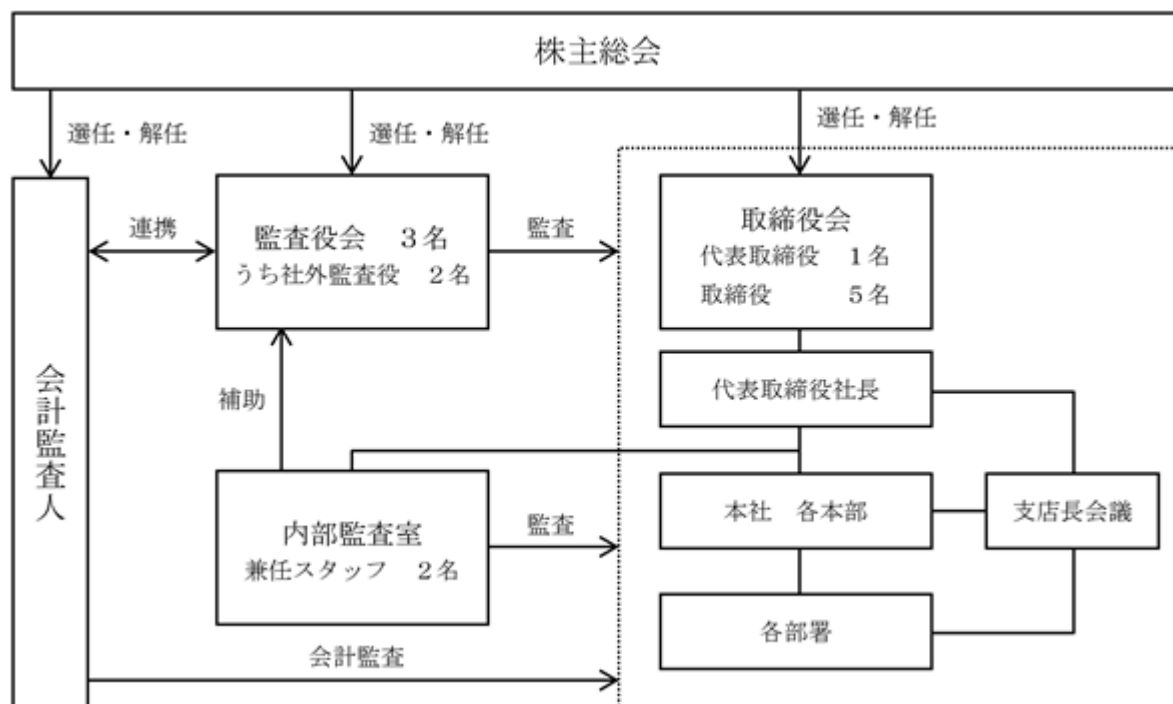 株主総会
選任・解任
選任・解任
選任・解任
連携
監査役会　３名
うち社外監査役　２名
監査
取締役会
代表取締役　１名
取締役　　　５名
会計監査人
補助
代表取締役社長
内部監査室
兼任スタッフ　２名
監査
本社　各本部
支店長会議
各部署
会計監査